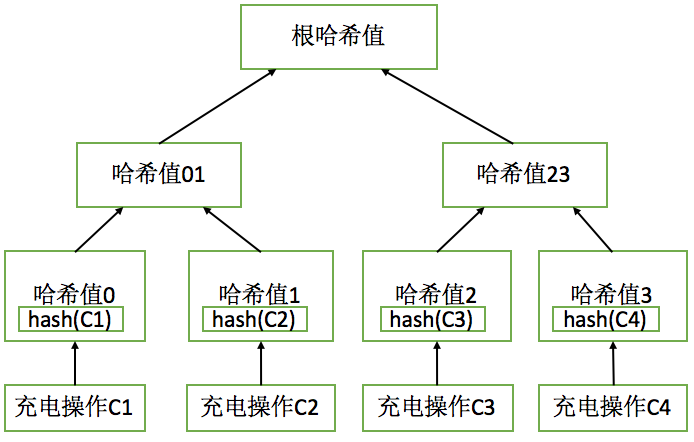 根哈希值
哈希值01
哈希值23
哈希值0
hash(C1)
哈希值1
hash(C2)
哈希值2
hash(C3)
哈希值3
hash(C4)
充电操作C1
充电操作C2
充电操作C3
充电操作C4